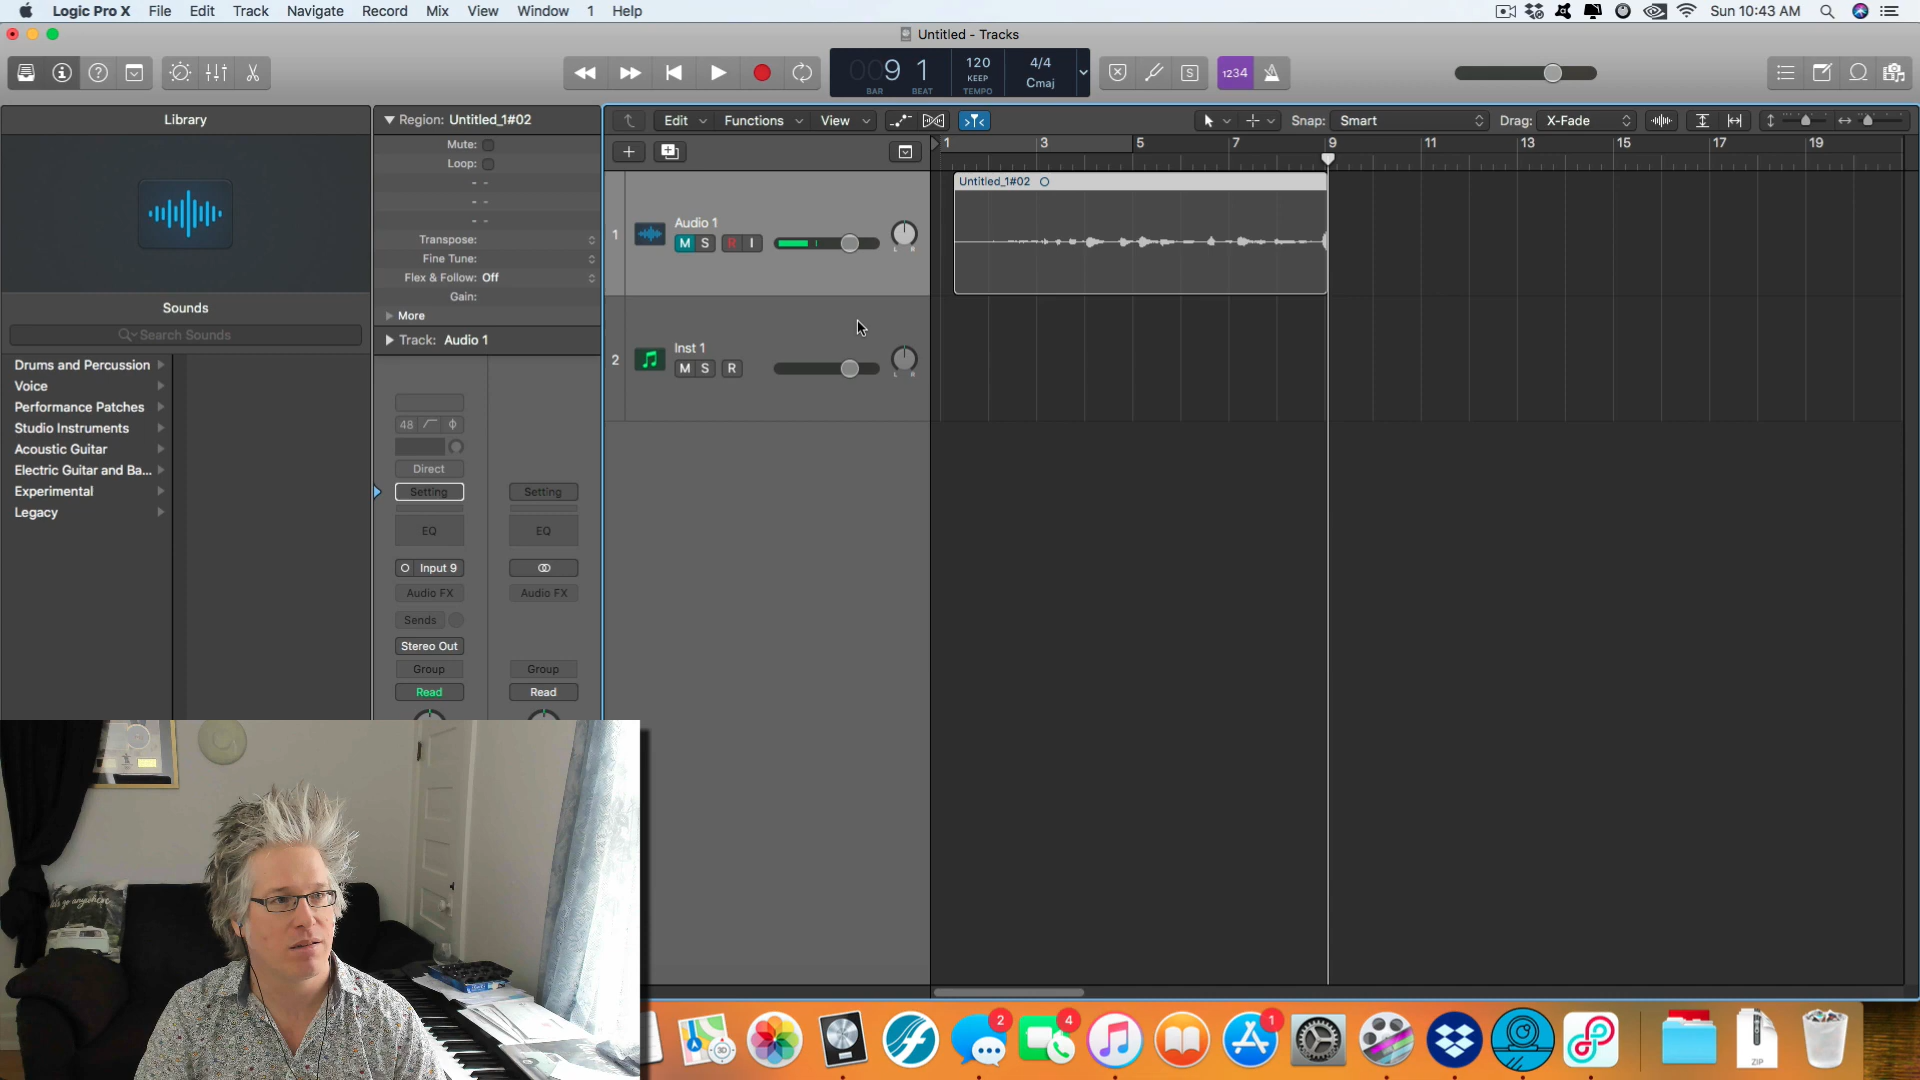 Logic Pro X File Edit Track Navigate Record Mix View Window 1 Help
Sun 10:43 AM
Untitled - Tracks
9 1
BAR BEAT
120
KEEP
TEMPO
4/4
Cmaj
S
1234
Library
Sounds
Search Sounds
Drums and Percussion
Voice
Performance Patches
Studio Instruments
Acoustic Guitar
Electric Guitar and Ba...
Experimental
Legacy
Region: Untitled_1#02
Mute:
Loop:
- -
- -
- -
Transpose:
Fine Tune:
Flex & Follow: Off
Gain:
More
Track: Audio 1
48
Direct
Setting Setting
EQ EQ
Input 9
Audio FX Audio FX
Sends
Stereo Out
Group Group
Read Read
Edit Functions View
Snap: Smart
Drag: X-Fade
1 3 5 7 9 11 13 15 17 19
1
Audio 1
M S R I
L R
Untitled_1#02
2
Inst 1
M S R
L R
2
4
1
3D
ZIP